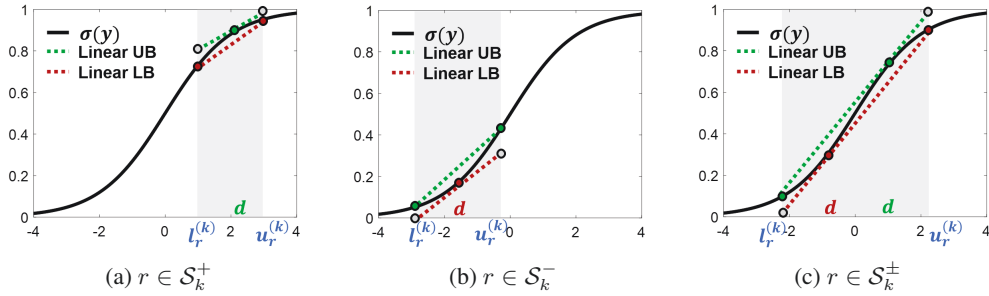 1
0.8
0.6
0.4
0.2
0
σ(y)
Linear UB
Linear LB
d
-4 -2 0 2 4
l_r^(k) u_r^(k)
(a) r ∈ S_k^+
1
0.8
0.6
0.4
0.2
0
σ(y)
Linear UB
Linear LB
d
-4 -2 0 2 4
l_r^(k) u_r^(k)
(b) r ∈ S_k^-
1
0.8
0.6
0.4
0.2
0
σ(y)
Linear UB
Linear LB
d d
-4 -2 0 2 4
l_r^(k) u_r^(k)
(c) r ∈ S_k^±